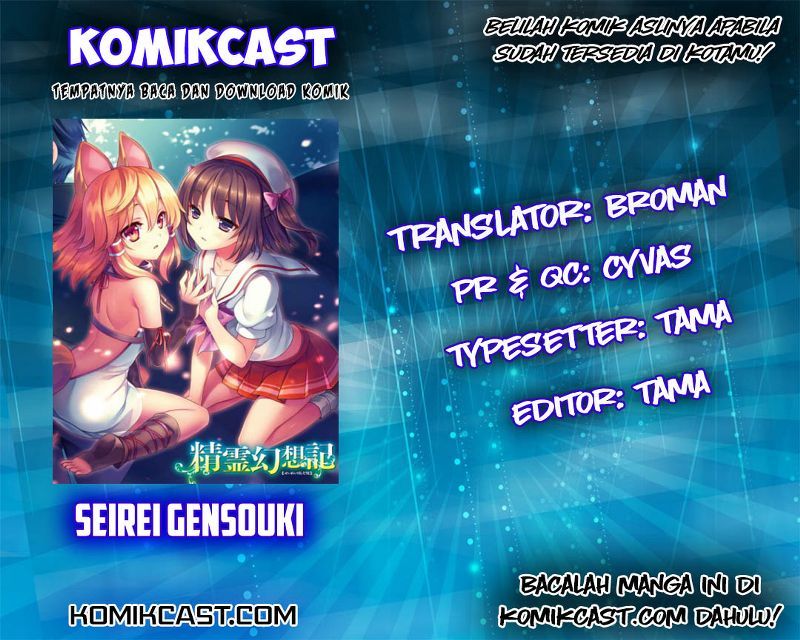 KOMIKCAST
TEMPATNYA BACA DAN DOWNLOAD KOMIK
BELILAH KOMIK ASLINYA APABILA
SUDAH TERSEDIA DI KOTAMU!
TRANSLATOR: BROMAN
PR & QC: CYVAS
TYPESETTER: TAMA
EDITOR: TAMA
精霊幻想記
SEIREI GENSOUKI
KOMIKCAST.COM
BACALAH MANGA INI DI
KOMIKCAST.COM DAHULU!